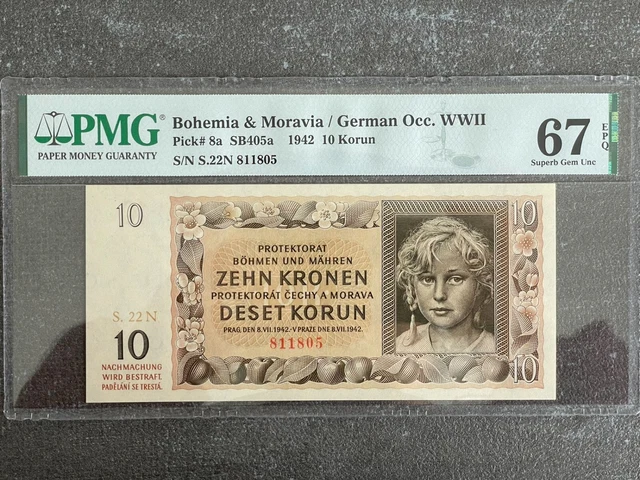 PMG®
PAPER MONEY GUARANTY
Bohemia & Moravia / German Occ. WWII
Pick# 8a SB405a 1942 10 Korun
S/N S.22N 811805
67
EPQ
Superb Gem Unc
10
10
PROTEKTORAT
BÖHMEN UND MÄHREN
ZEHN KRONEN
PROTEKTORÁT ČECHY A MORAVA
DESET KORUN
PRAG, DEN 8.VII.1942.-V PRAZE DNE 8.VII.1942.
811805
S. 22 N
10
NACHMACHUNG
WIRD BESTRAFT.
PADĚLÁNÍ SE TRESTÁ.
10